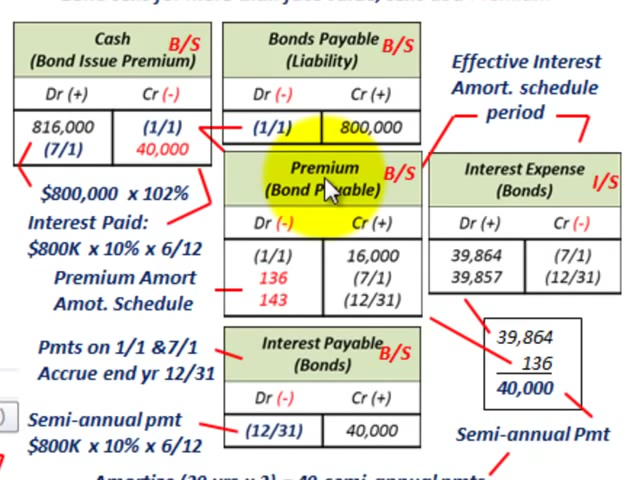 Cash B/S
(Bond Issue Premium)
Dr (+) Cr (-)
816,000 (1/1)
(7/1) 40,000
Bonds Payable B/S
(Liability)
Dr (-) Cr (+)
(1/1) 800,000
Effective Interest
Amort. schedule
period
Premium B/S
(Bond Payable)
Dr (-) Cr (+)
(1/1) 16,000
136 (7/1)
143 (12/31)
Interest Expense
(Bonds) I/S
Dr (+) Cr (-)
39,864 (7/1)
39,857 (12/31)
$800,000 x 102%
Interest Paid:
$800K x 10% x 6/12
Premium Amort
Amot. Schedule
Pmts on 1/1 &7/1
Accrue end yr 12/31
Interest Payable B/S
(Bonds)
Dr (-) Cr (+)
(12/31) 40,000
39,864
136
40,000
Semi-annual pmt
$800K x 10% x 6/12
Semi-annual Pmt
)